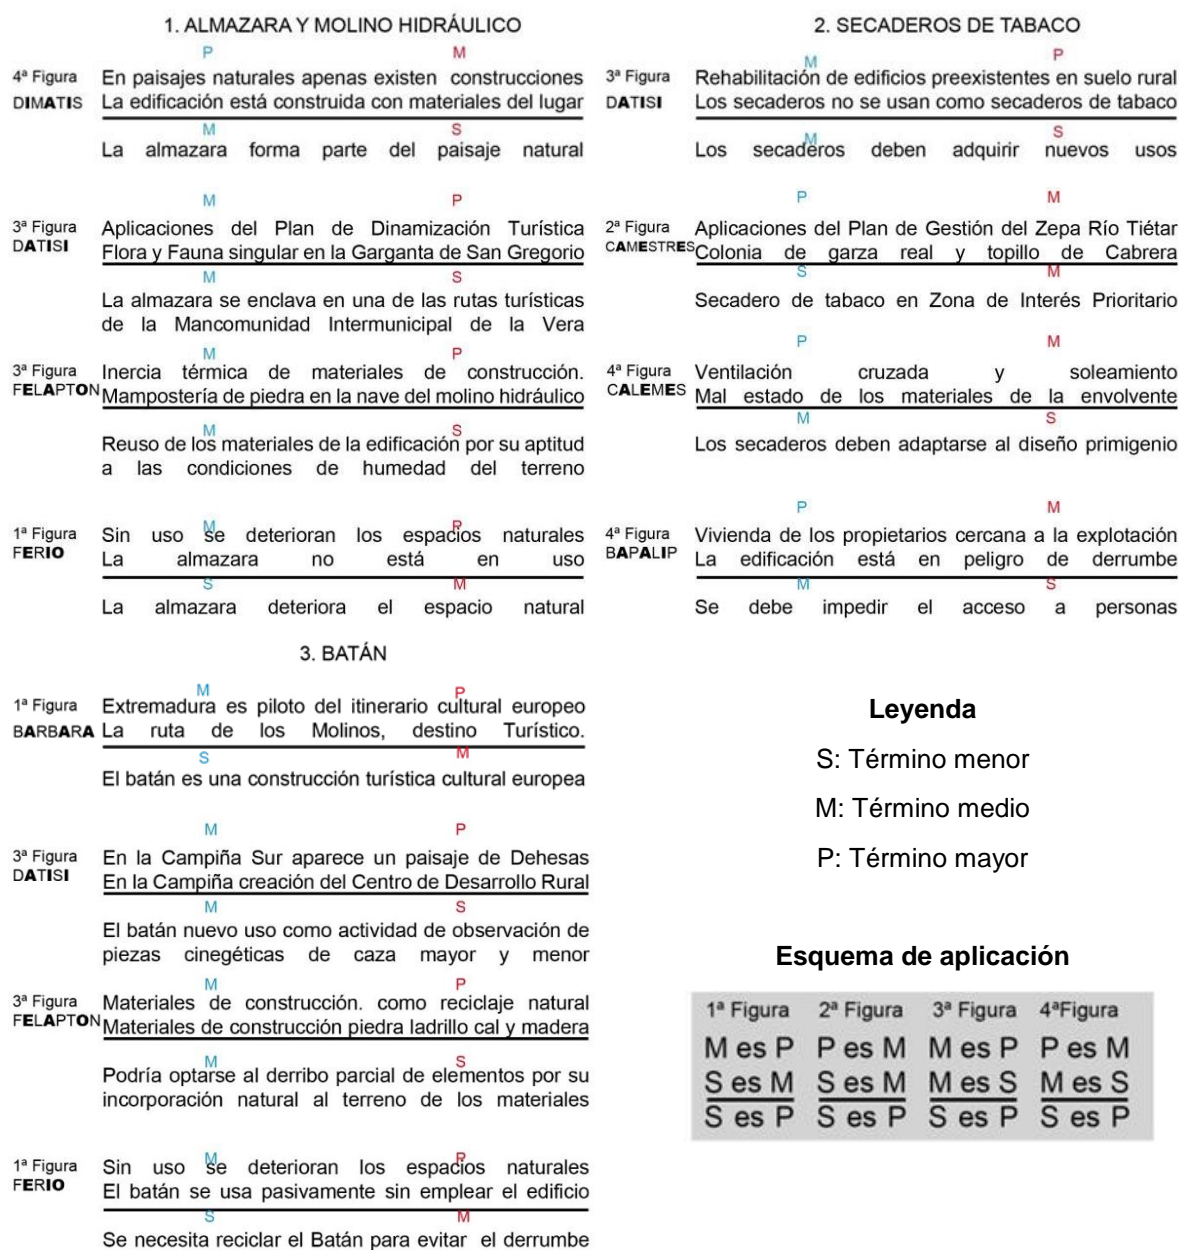 1. ALMAZARA Y MOLINO HIDRÁULICO
P M
4ª Figura En paisajes naturales apenas existen construcciones
DIMATIS La edificación está construida con materiales del lugar
M S
La almazara forma parte del paisaje natural
M P
3ª Figura Aplicaciones del Plan de Dinamización Turística
DATISI Flora y Fauna singular en la Garganta de San Gregorio
M S
La almazara se enclava en una de las rutas turísticas
de la Mancomunidad Intermunicipal de la Vera
M P
3ª Figura Inercia térmica de materiales de construcción.
FELAPTON Mampostería de piedra en la nave del molino hidráulico
M S
Reuso de los materiales de la edificación por su aptitud
a las condiciones de humedad del terreno
M P
1ª Figura Sin uso se deterioran los espacios naturales
FERIO La almazara no está en uso
S M
La almazara deteriora el espacio natural
2. SECADEROS DE TABACO
M P
3ª Figura Rehabilitación de edificios preexistentes en suelo rural
DATISI Los secaderos no se usan como secaderos de tabaco
M S
Los secaderos deben adquirir nuevos usos
P M
2ª Figura Aplicaciones del Plan de Gestión del Zepa Río Tiétar
CAMESTRES Colonia de garza real y topillo de Cabrera
S M
Secadero de tabaco en Zona de Interés Prioritario
P M
4ª Figura Ventilación cruzada y soleamiento
CALEMES Mal estado de los materiales de la envolvente
M S
Los secaderos deben adaptarse al diseño primigenio
P M
4ª Figura Vivienda de los propietarios cercana a la explotación
BAPALIP La edificación está en peligro de derrumbe
M S
Se debe impedir el acceso a personas
3. BATÁN
M P
1ª Figura Extremadura es piloto del itinerario cultural europeo
BARBARA La ruta de los Molinos, destino Turístico.
S M
El batán es una construcción turística cultural europea
M P
3ª Figura En la Campiña Sur aparece un paisaje de Dehesas
DATISI En la Campiña creación del Centro de Desarrollo Rural
M S
El batán nuevo uso como actividad de observación de
piezas cinegéticas de caza mayor y menor
M P
3ª Figura Materiales de construcción. como reciclaje natural
FELAPTON Materiales de construcción piedra ladrillo cal y madera
M S
Podría optarse al derribo parcial de elementos por su
incorporación natural al terreno de los materiales
M P
1ª Figura Sin uso se deterioran los espacios naturales
FERIO El batán se usa pasivamente sin emplear el edificio
S M
Se necesita reciclar el Batán para evitar el derrumbe
Leyenda
S: Término menor
M: Término medio
P: Término mayor
Esquema de aplicación
1ª Figura 2ª Figura 3ª Figura 4ªFigura
M es P P es M M es P P es M
S es M S es M M es S M es S
S es P S es P S es P S es P